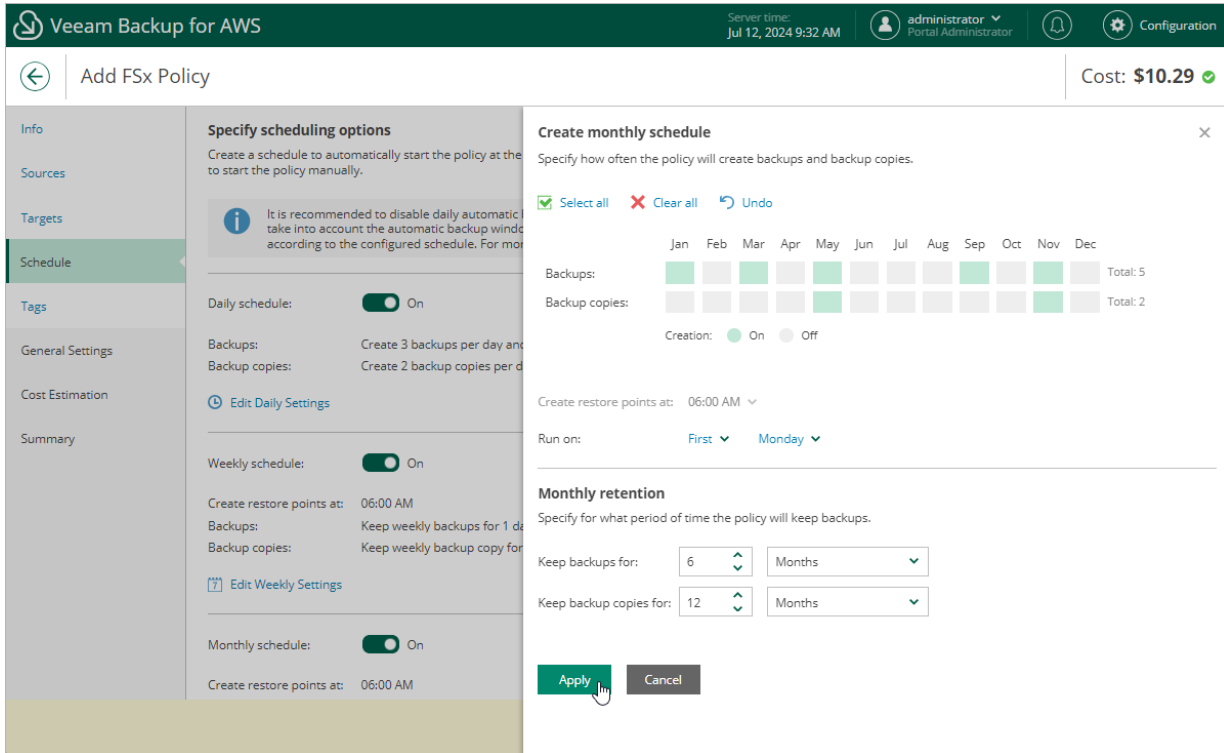 Veeam Backup for AWS
Server time:
Jul 12, 2024 9:32 AM
administrator
Portal Administrator
Configuration
Add FSx Policy
Cost: $10.29
Info
Sources
Targets
Schedule
Tags
General Settings
Cost Estimation
Summary
Specify scheduling options
Create a schedule to automatically start the policy at the
to start the policy manually.
It is recommended to disable daily automatic
take into account the automatic backup windo
according to the configured schedule. For mor
Daily schedule: On
Backups: Create 3 backups per day and
Backup copies: Create 2 backup copies per d
Edit Daily Settings
Weekly schedule: On
Create restore points at: 06:00 AM
Backups: Keep weekly backups for 1 da
Backup copies: Keep weekly backup copy for
7 Edit Weekly Settings
Monthly schedule: On
Create restore points at: 06:00 AM
Create monthly schedule
Specify how often the policy will create backups and backup copies.
Select all Clear all Undo
Jan Feb Mar Apr May Jun Jul Aug Sep Oct Nov Dec
Backups: Total: 5
Backup copies: Total: 2
Creation: On Off
Create restore points at: 06:00 AM
Run on: First Monday
Monthly retention
Specify for what period of time the policy will keep backups.
Keep backups for: 6 Months
Keep backup copies for: 12 Months
Apply Cancel